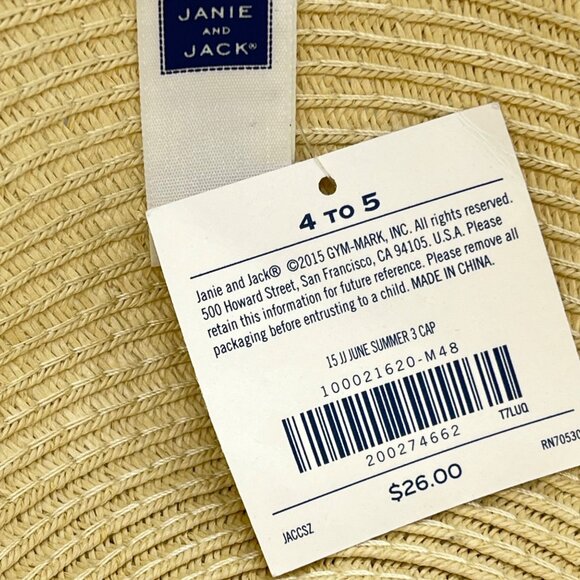 JANIE
AND
JACK®
4 TO 5
Janie and Jack® ©2015 GYM-MARK, INC. All rights reserved.
500 Howard Street, San Francisco, CA 94105. U.S.A. Please
retain this information for future reference. Please remove all
packaging before entrusting to a child. MADE IN CHINA.
15 JJ JUNE SUMMER 3 CAP
100021620-M48
200274662
T7LUQ
$26.00
JACCSZ
RN70530